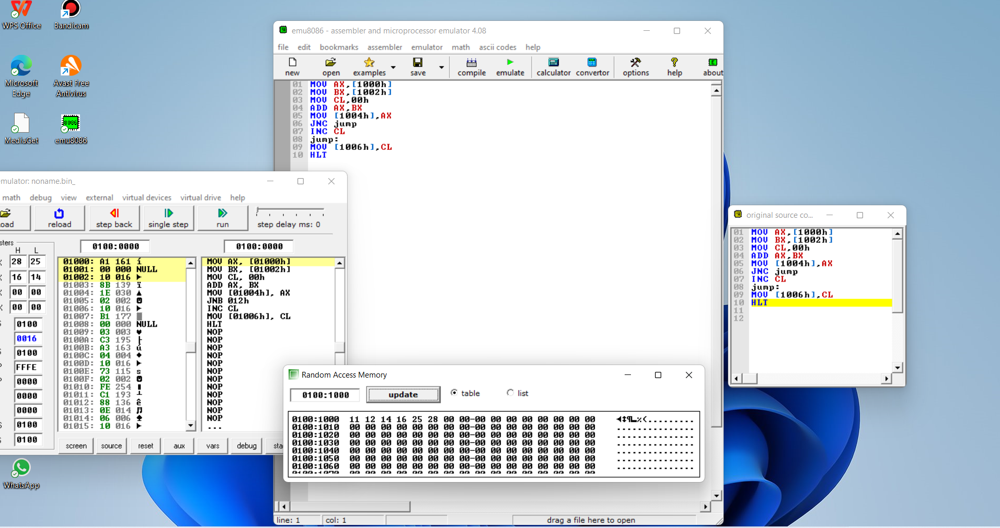 WPS Office
Bandicam
Microsoft Edge
Avast Free Antivirus
MediaGet
emu8086
8086
WhatsApp
emu8086 - assembler and microprocessor emulator 4.08
file edit bookmarks assembler emulator math ascii codes help
new open examples save compile emulate calculator convertor options help about
01 MOV AX,[1000h]
02 MOV BX,[1002h]
03 MOV CL,00h
04 ADD AX,BX
05 MOV [1004h],AX
06 JNC jump
07 INC CL
08 jump:
09 MOV [1006h],CL
10 HLT
line: 1 col: 1 drag a file here to open
mulator: noname.bin_
math debug view external virtual devices virtual drive help
oad reload step back single step run step delay ms: 0
sters
H L
28 25
16 14
00 00
00 00
0100
0016
0100
FFFE
0000
0000
0000
0100
0100
0100:0000 0100:0000
01000: A1 161 í
01001: 00 000 NULL
01002: 10 016 ►
01003: 8B 139 ï
01004: 1E 030 ▲
01005: 02 002 ☻
01006: 10 016 ►
01007: B1 177 ▒
01008: 00 000 NULL
01009: 03 003 ♥
0100A: C3 195 ├
0100B: A3 163 ú
0100C: 04 004 ♦
0100D: 10 016 ►
0100E: 73 115 s
0100F: 02 002 ☻
01010: FE 254 ■
01011: C1 193 ┴
01012: 88 136 ê
01013: 0E 014 ♫
01014: 06 006 ♠
01015: 10 016 ►
MOV AX, [01000h]
MOV BX, [01002h]
MOV CL, 00h
ADD AX, BX
MOV [01004h], AX
JNB 012h
INC CL
MOV [01006h], CL
HLT
NOP
NOP
NOP
NOP
NOP
NOP
NOP
NOP
NOP
NOP
NOP
NOP
...
screen source reset aux vars debug sta
Random Access Memory
0100:1000 update table list
0100:1000 11 12 14 16 25 28 00 00-00 00 00 00 00 00 00 00 ◄↕¶▬%(..........
0100:1010 00 00 00 00 00 00 00 00-00 00 00 00 00 00 00 00 ................
0100:1020 00 00 00 00 00 00 00 00-00 00 00 00 00 00 00 00 ................
0100:1030 00 00 00 00 00 00 00 00-00 00 00 00 00 00 00 00 ................
0100:1040 00 00 00 00 00 00 00 00-00 00 00 00 00 00 00 00 ................
0100:1050 00 00 00 00 00 00 00 00-00 00 00 00 00 00 00 00 ................
0100:1060 00 00 00 00 00 00 00 00-00 00 00 00 00 00 00 00 ................
original source co...
01 MOV AX,[1000h]
02 MOV BX,[1002h]
03 MOV CL,00h
04 ADD AX,BX
05 MOV [1004h],AX
06 JNC jump
07 INC CL
08 jump:
09 MOV [1006h],CL
10 HLT
11
12